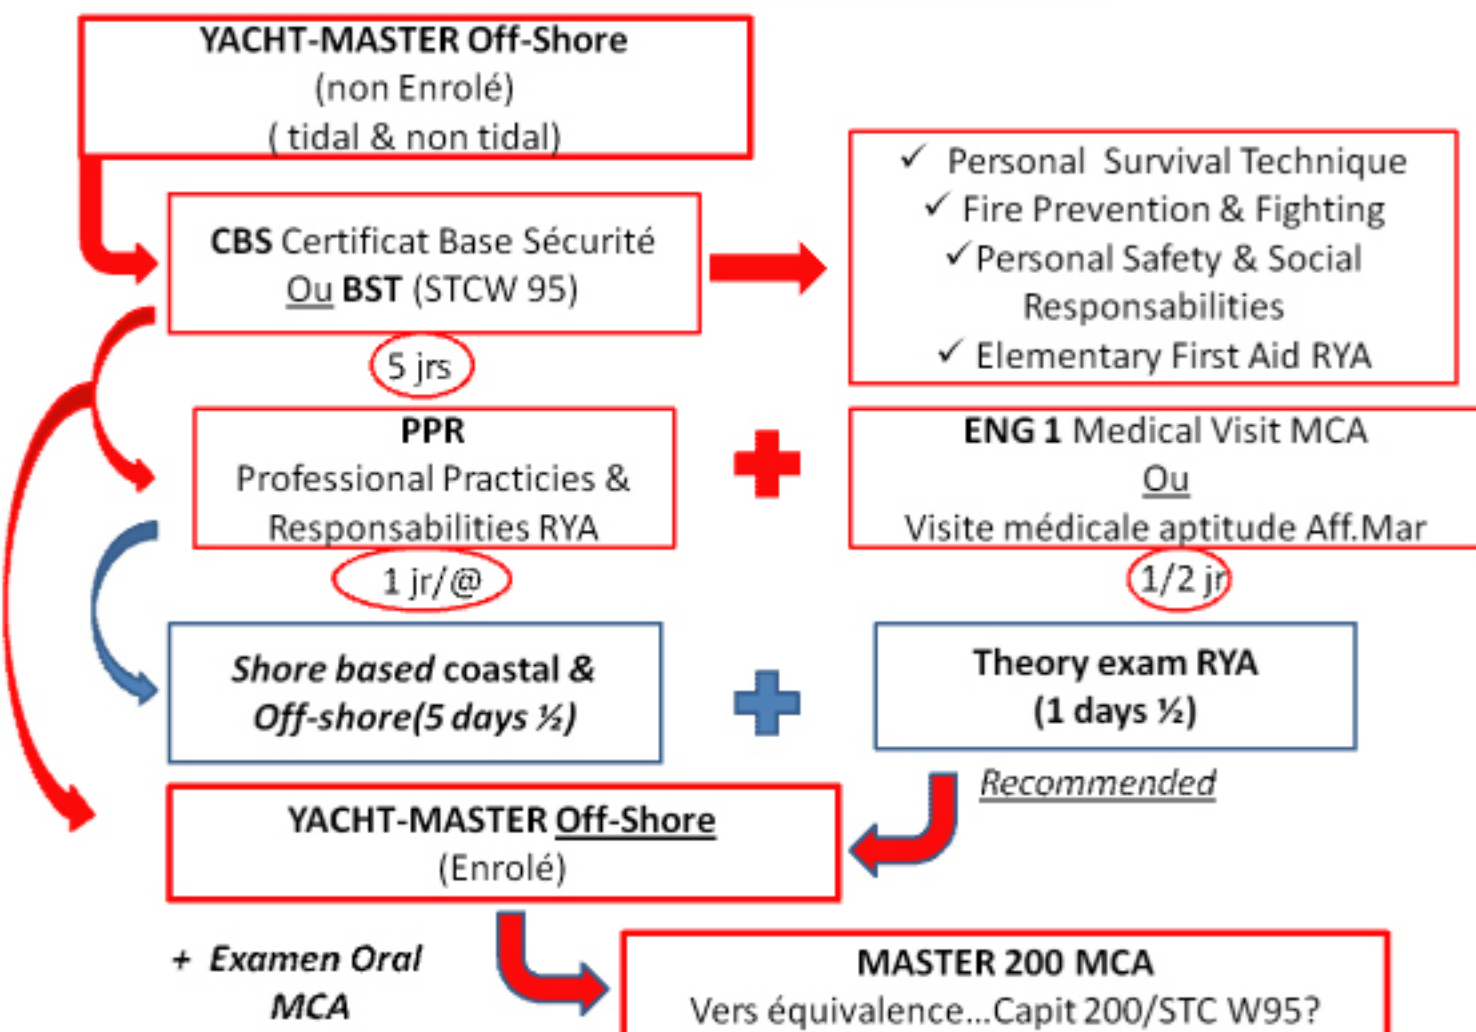 YACHT-MASTER Off-Shore
(non Enrolé)
( tidal & non tidal)
CBS Certificat Base Sécurité
Ou BST (STCW 95)
5 jrs
✓ Personal Survival Technique
✓ Fire Prevention & Fighting
✓ Personal Safety & Social
Responsabilities
✓ Elementary First Aid RYA
PPR
Professional Practicies &
Responsabilities RYA
1 jr/@
ENG 1 Medical Visit MCA
Ou
Visite médicale aptitude Aff.Mar
1/2 jr
Shore based coastal &
Off-shore(5 days ½)
Theory exam RYA
(1 days ½)
Recommended
YACHT-MASTER Off-Shore
(Enrolé)
+ Examen Oral
MCA
MASTER 200 MCA
Vers équivalence...Capit 200/STC W95?